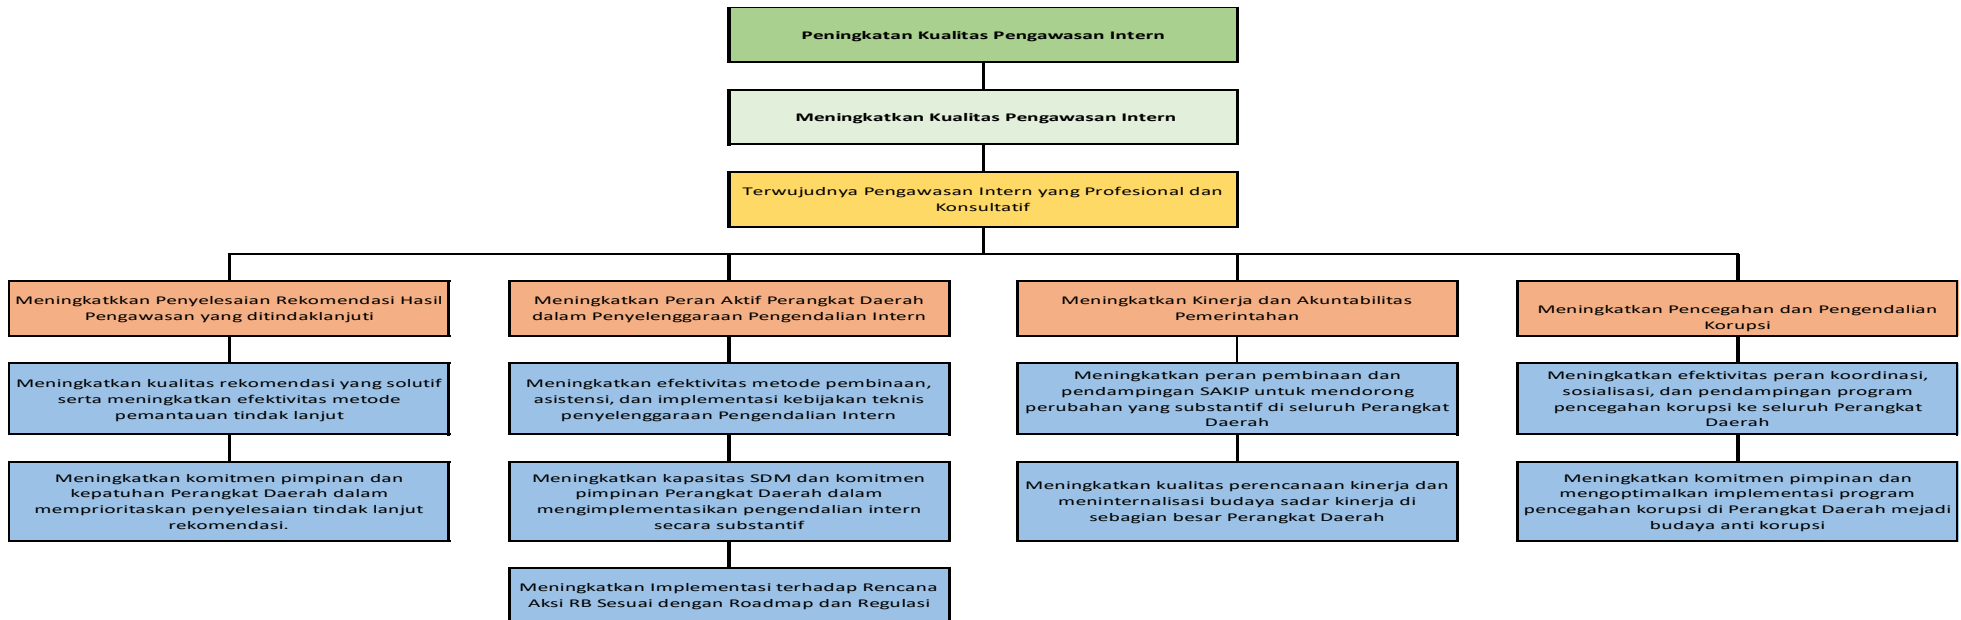 Peningkatan Kualitas Pengawasan Intern
Meningkatkan Kualitas Pengawasan Intern
Terwujudnya Pengawasan Intern yang Profesional dan
Konsultatif
Meningkatkkan Penyelesaian Rekomendasi Hasil
Pengawasan yang ditindaklanjuti
Meningkatkan kualitas rekomendasi yang solutif
serta meningkatkan efektivitas metode
pemantauan tindak lanjut
Meningkatkan komitmen pimpinan dan
kepatuhan Perangkat Daerah dalam
memprioritaskan penyelesaian tindak lanjut
rekomendasi.
Meningkatkan Peran Aktif Perangkat Daerah
dalam Penyelenggaraan Pengendalian Intern
Meningkatkan efektivitas metode pembinaan,
asistensi, dan implementasi kebijakan teknis
penyelenggaraan Pengendalian Intern
Meningkatkan kapasitas SDM dan komitmen
pimpinan Perangkat Daerah dalam
mengimplementasikan pengendalian intern
secara substantif
Meningkatkan Implementasi terhadap Rencana
Aksi RB Sesuai dengan Roadmap dan Regulasi
Meningkatkan Kinerja dan Akuntabilitas
Pemerintahan
Meningkatkan peran pembinaan dan
pendampingan SAKIP untuk mendorong
perubahan yang substantif di seluruh Perangkat
Daerah
Meningkatkan kualitas perencanaan kinerja dan
meninternalisasi budaya sadar kinerja di
sebagian besar Perangkat Daerah
Meningkatkan Pencegahan dan Pengendalian
Korupsi
Meningkatkan efektivitas peran koordinasi,
sosialisasi, dan pendampingan program
pencegahan korupsi ke seluruh Perangkat
Daerah
Meningkatkan komitmen pimpinan dan
mengoptimalkan implementasi program
pencegahan korupsi di Perangkat Daerah mejadi
budaya anti korupsi